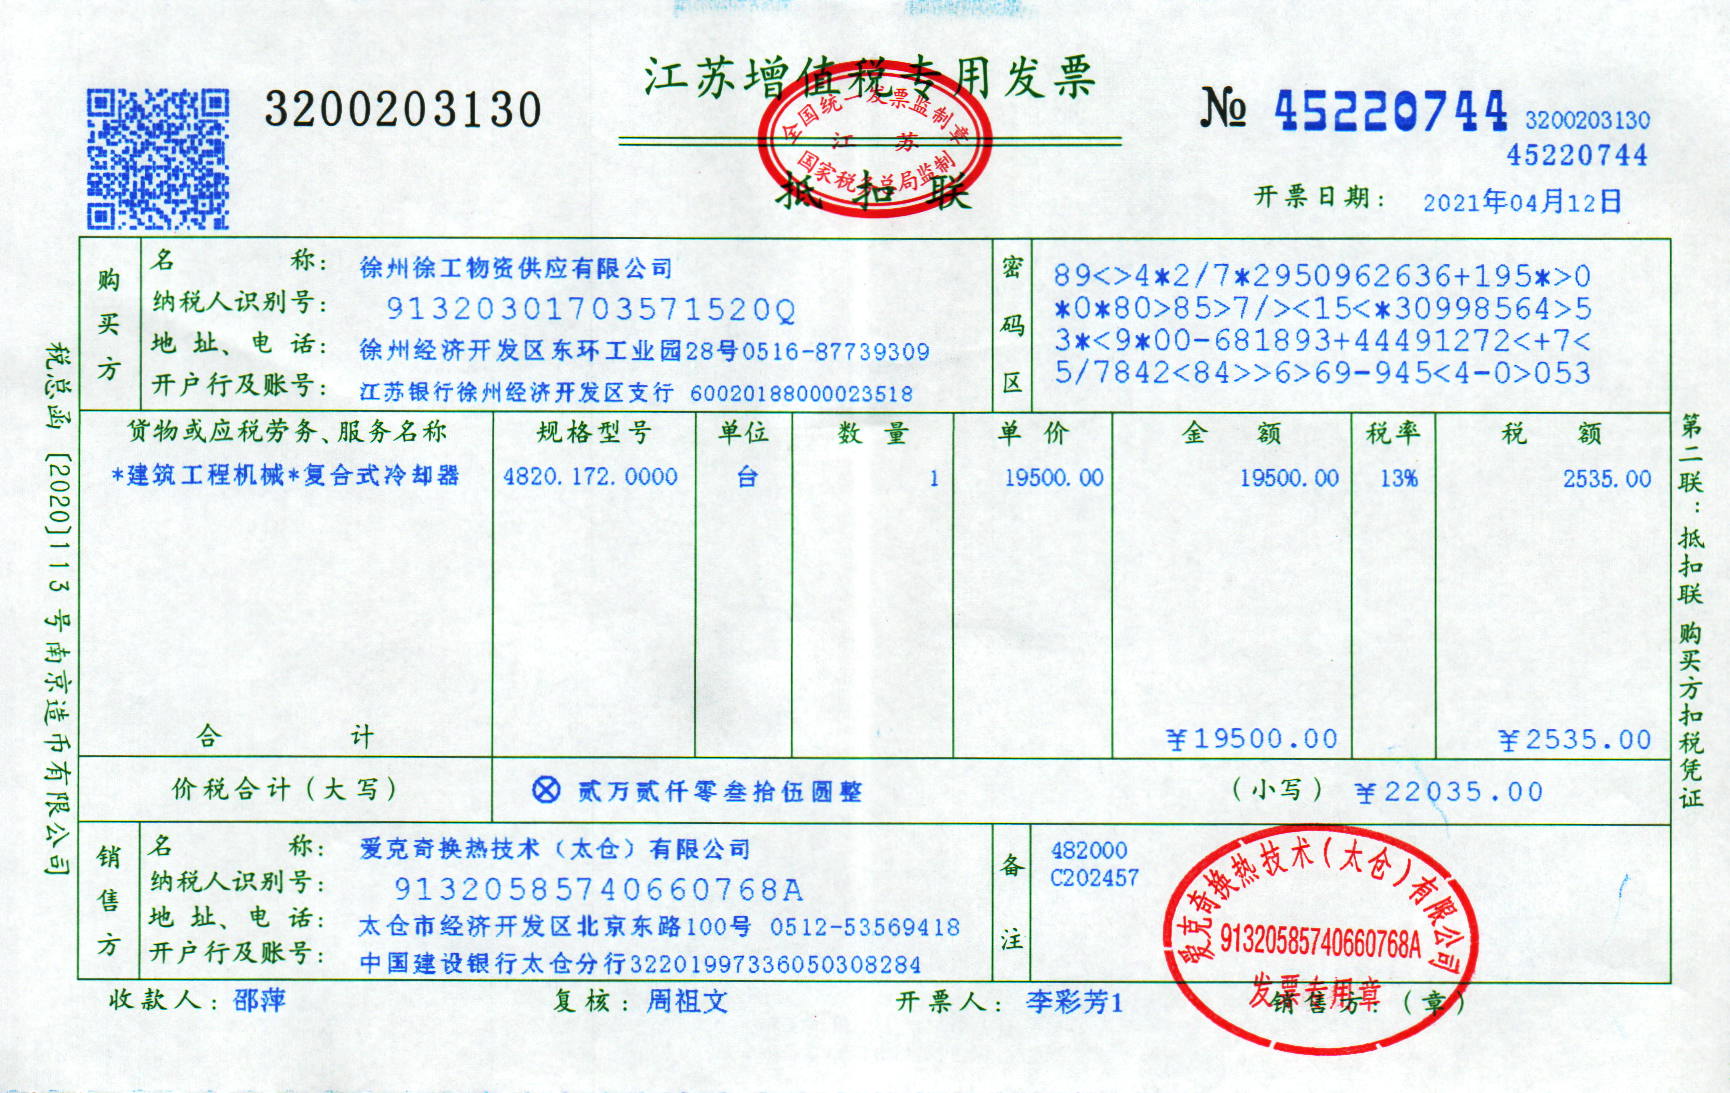 江苏增值税专用发票
3200203130
№ 45220744 3200203130
45220744
全国统一发票监制章
江 苏
国家税务总局监制
抵扣联
开票日期: 2021年04月12日
购买方
名 称: 徐州徐工物资供应有限公司
纳税人识别号: 91320301703571520Q
地 址、电 话: 徐州经济开发区东环工业园28号0516-87739309
开户行及账号: 江苏银行徐州经济开发区支行 60020188000023518
密码区
89<>4*2/7*2950962636+195*>0
*0*80>85>7/><15<*30998564>5
3*<9*00-681893+44491272<+7<
5/7842<84>>6>69-945<4-0>053
货物或应税劳务、服务名称 规格型号 单位 数 量 单 价 金 额 税率 税 额
*建筑工程机械*复合式冷却器 4820.172.0000 台 1 19500.00 19500.00 13% 2535.00
合 计 ¥19500.00 ¥2535.00
价税合计(大写) ⊗ 贰万贰仟零叁拾伍圆整 (小写) ¥22035.00
销售方
名 称: 爱克奇换热技术(太仓)有限公司
纳税人识别号: 91320585740660768A
地 址、电 话: 太仓市经济开发区北京东路100号 0512-53569418
开户行及账号: 中国建设银行太仓分行32201997336050308284
备注
482000
C202457
爱克奇换热技术(太仓)有限公司
91320585740660768A
发票专用章
收款人: 邵萍 复核: 周祖文 开票人: 李彩芳1 销售方:(章)
税总函[2020]113号南京造币有限公司
第二联:抵扣联 购买方扣税凭证